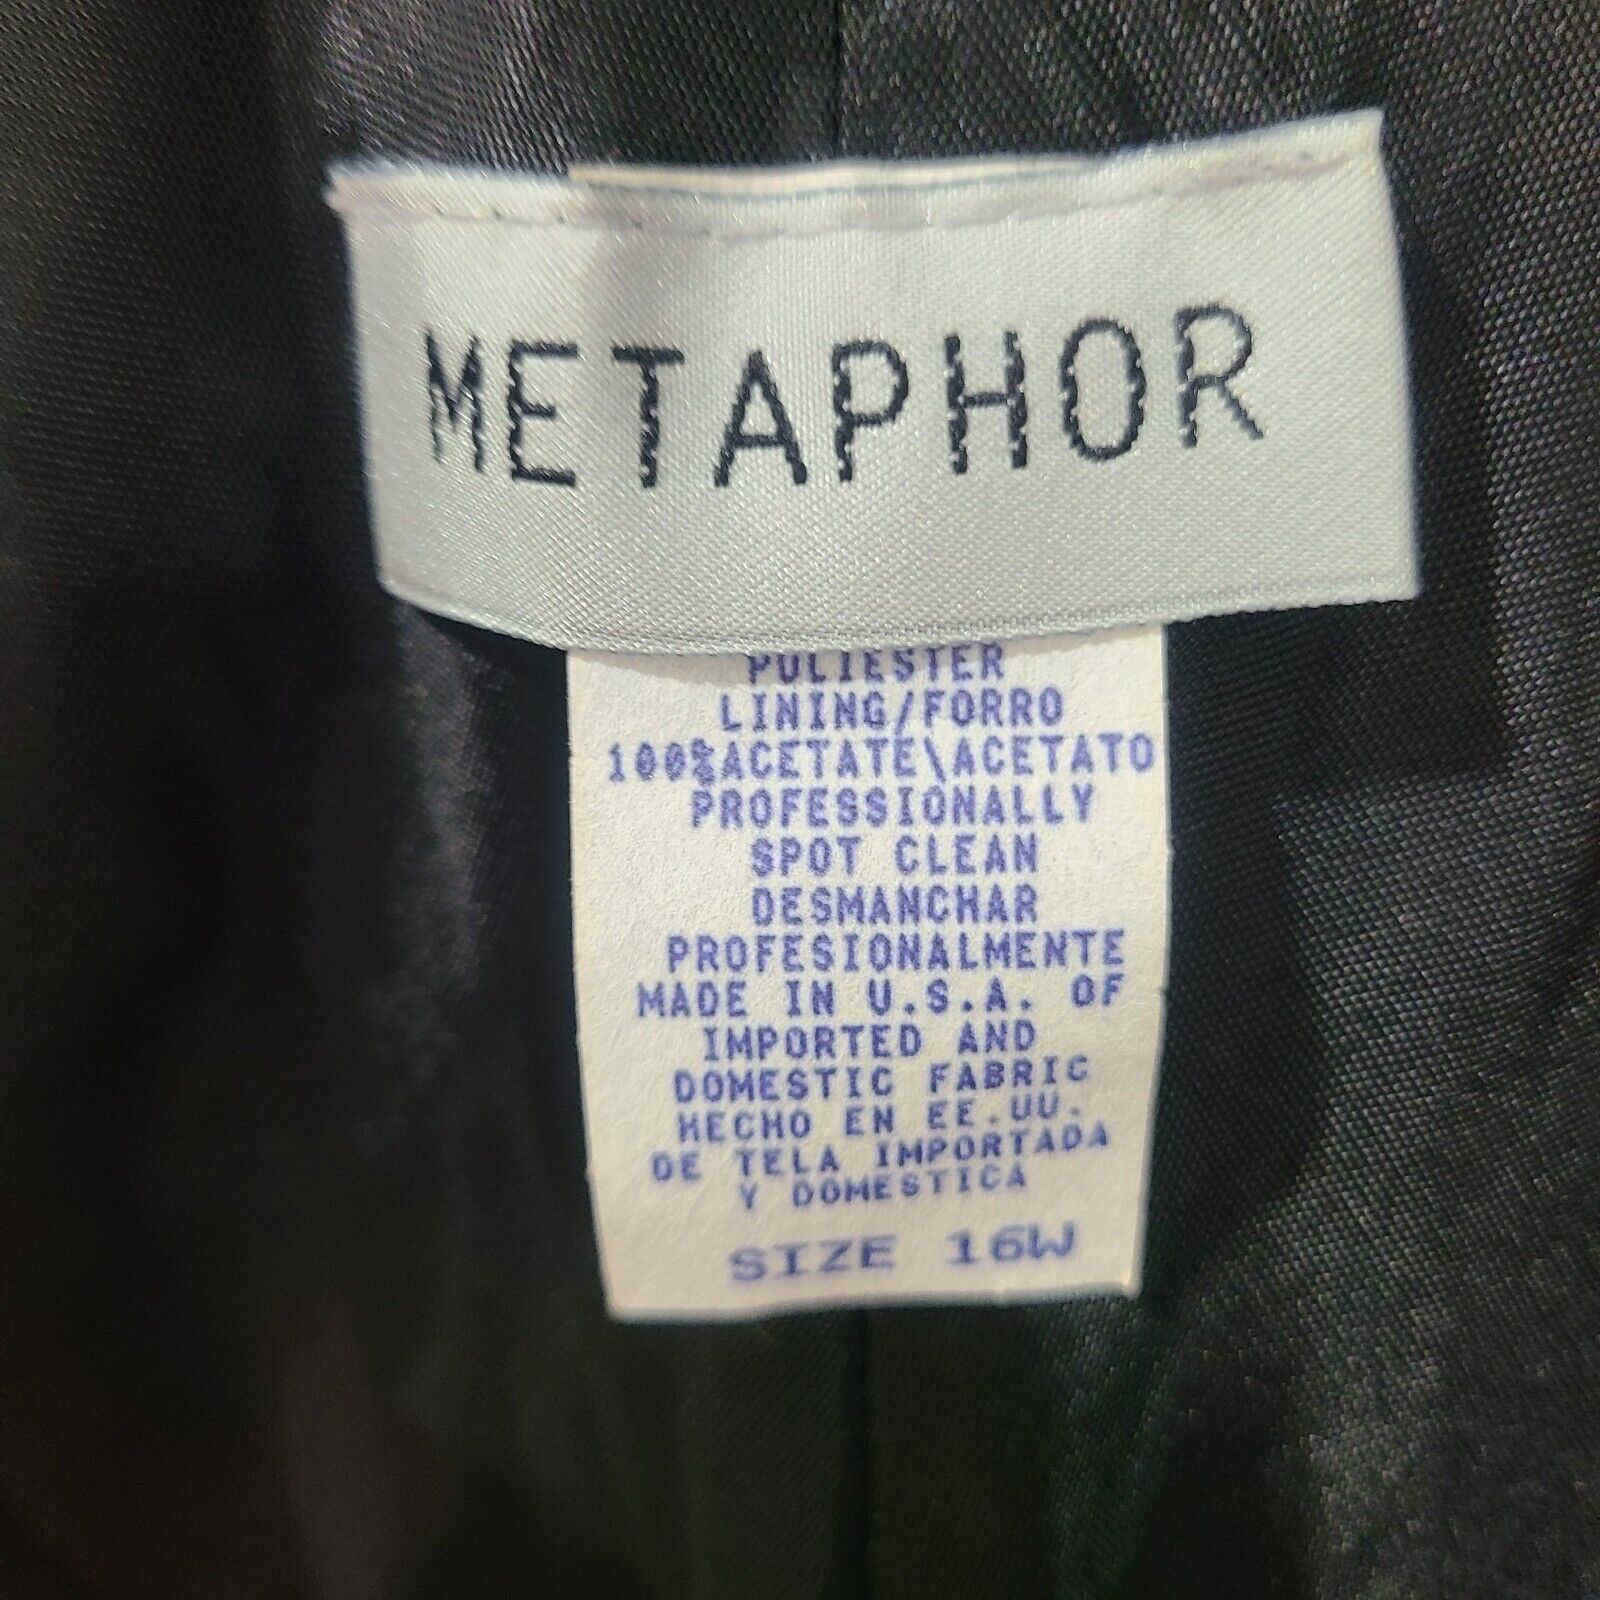 METAPHOR
POLIESTER
LINING/FORRO
100%ACETATE\ACETATO
PROFESSIONALLY
SPOT CLEAN
DESMANCHAR
PROFESIONALMENTE
MADE IN U.S.A. OF
IMPORTED AND
DOMESTIC FABRIC
HECHO EN EE.UU.
DE TELA IMPORTADA
Y DOMESTICA
SIZE 16W